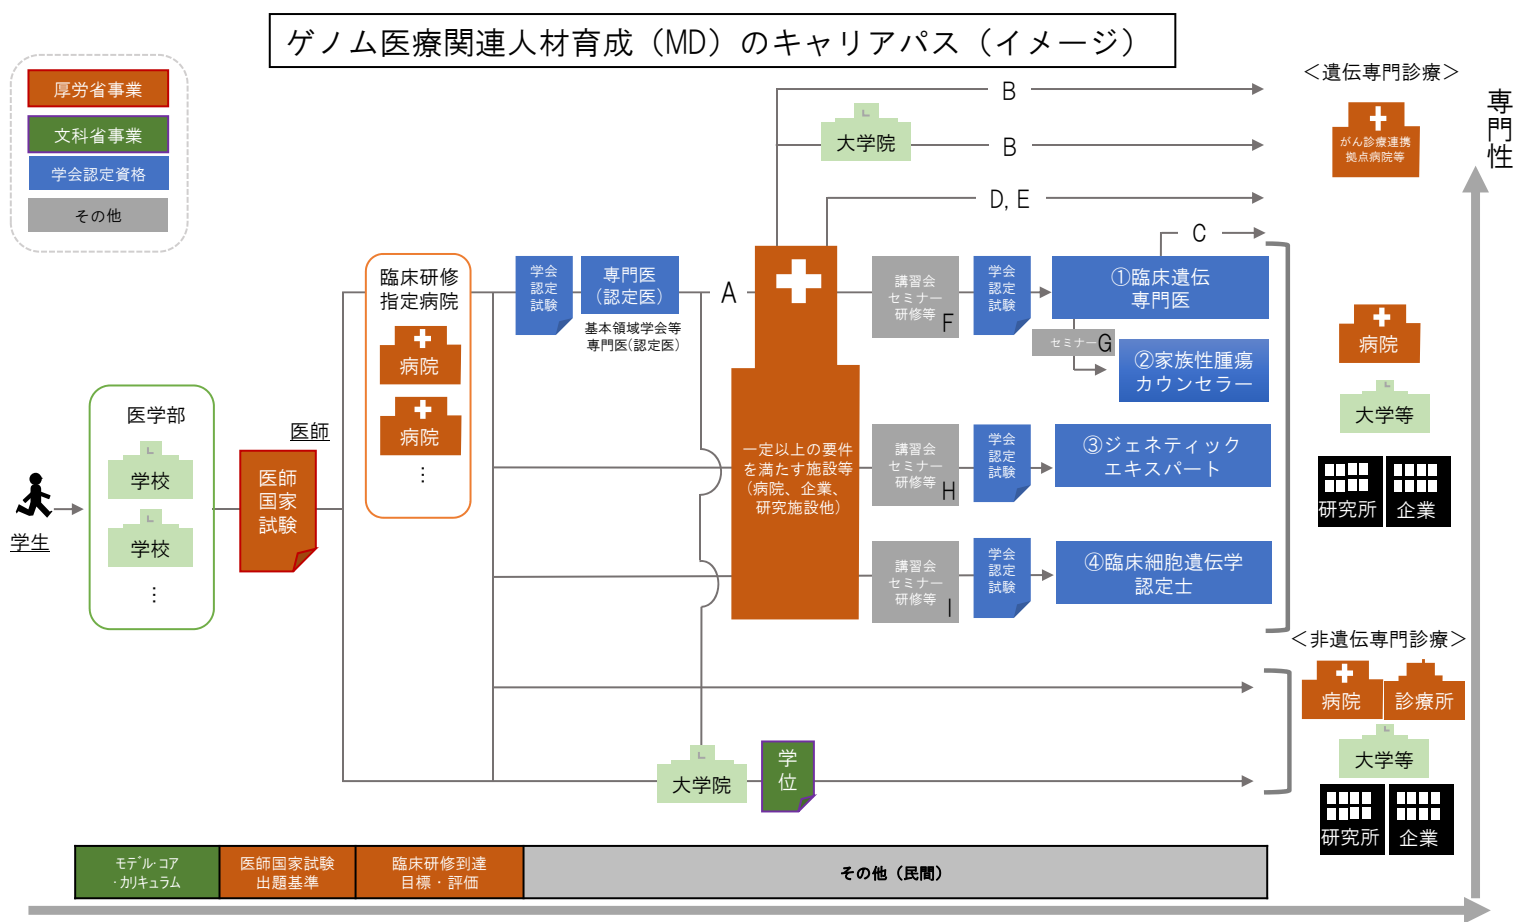 ゲノム医療関連人材育成（MD）のキャリアパス（イメージ）
厚労省事業
文科省事業
学会認定資格
その他
＜遺伝専門診療＞
専門性
がん診療連携
拠点病院等
B
大学院
B
D, E
C
学生
医学部
学校
学校
…
医師
医師
国家
試験
臨床研修
指定病院
病院
病院
…
学会
認定
試験
専門医
（認定医）
基本領域学会等
専門医(認定医)
A
一定以上の要件
を満たす施設等
（病院、企業、
研究施設他）
講習会
セミナー
研修等
F
学会
認定
試験
①臨床遺伝
専門医
セミナー
G
②家族性腫瘍
カウンセラー
講習会
セミナー
研修等
H
学会
認定
試験
③ジェネティック
エキスパート
講習会
セミナー
研修等
I
学会
認定
試験
④臨床細胞遺伝学
認定士
病院
大学等
研究所
企業
＜非遺伝専門診療＞
病院
診療所
大学等
研究所
企業
大学院
学位
モデル･コア
･カリキュラム
医師国家試験
出題基準
臨床研修到達
目標・評価
その他（民間）